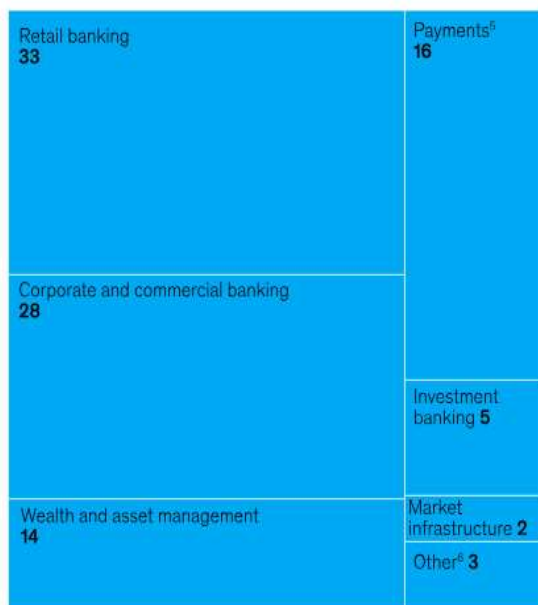 Retail banking
33
Corporate and commercial banking
28
Wealth and asset management
14
Payments⁵
16
Investment
banking 5
Market
infrastructure 2
Other⁶ 3